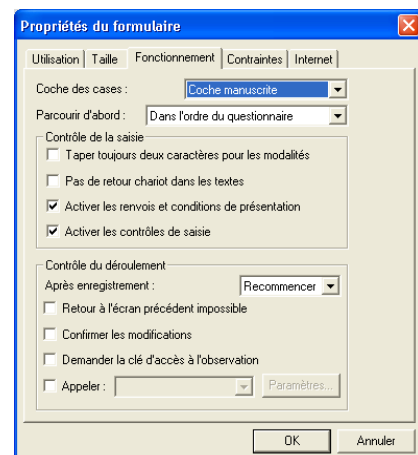 Propriétés du formulaire
Utilisation Taille Fonctionnement Contraintes Internet
Coche des cases : Coche manuscrite
Parcourir d'abord : Dans l'ordre du questionnaire
Contrôle de la saisie
Taper toujours deux caractères pour les modalités
Pas de retour chariot dans les textes
Activer les renvois et conditions de présentation
Activer les contrôles de saisie
Contrôle du déroulement
Après enregistrement : Recommencer
Retour à l'écran précédent impossible
Confirmer les modifications
Demander la clé d'accès à l'observation
Appeler : Paramètres...
OK Annuler